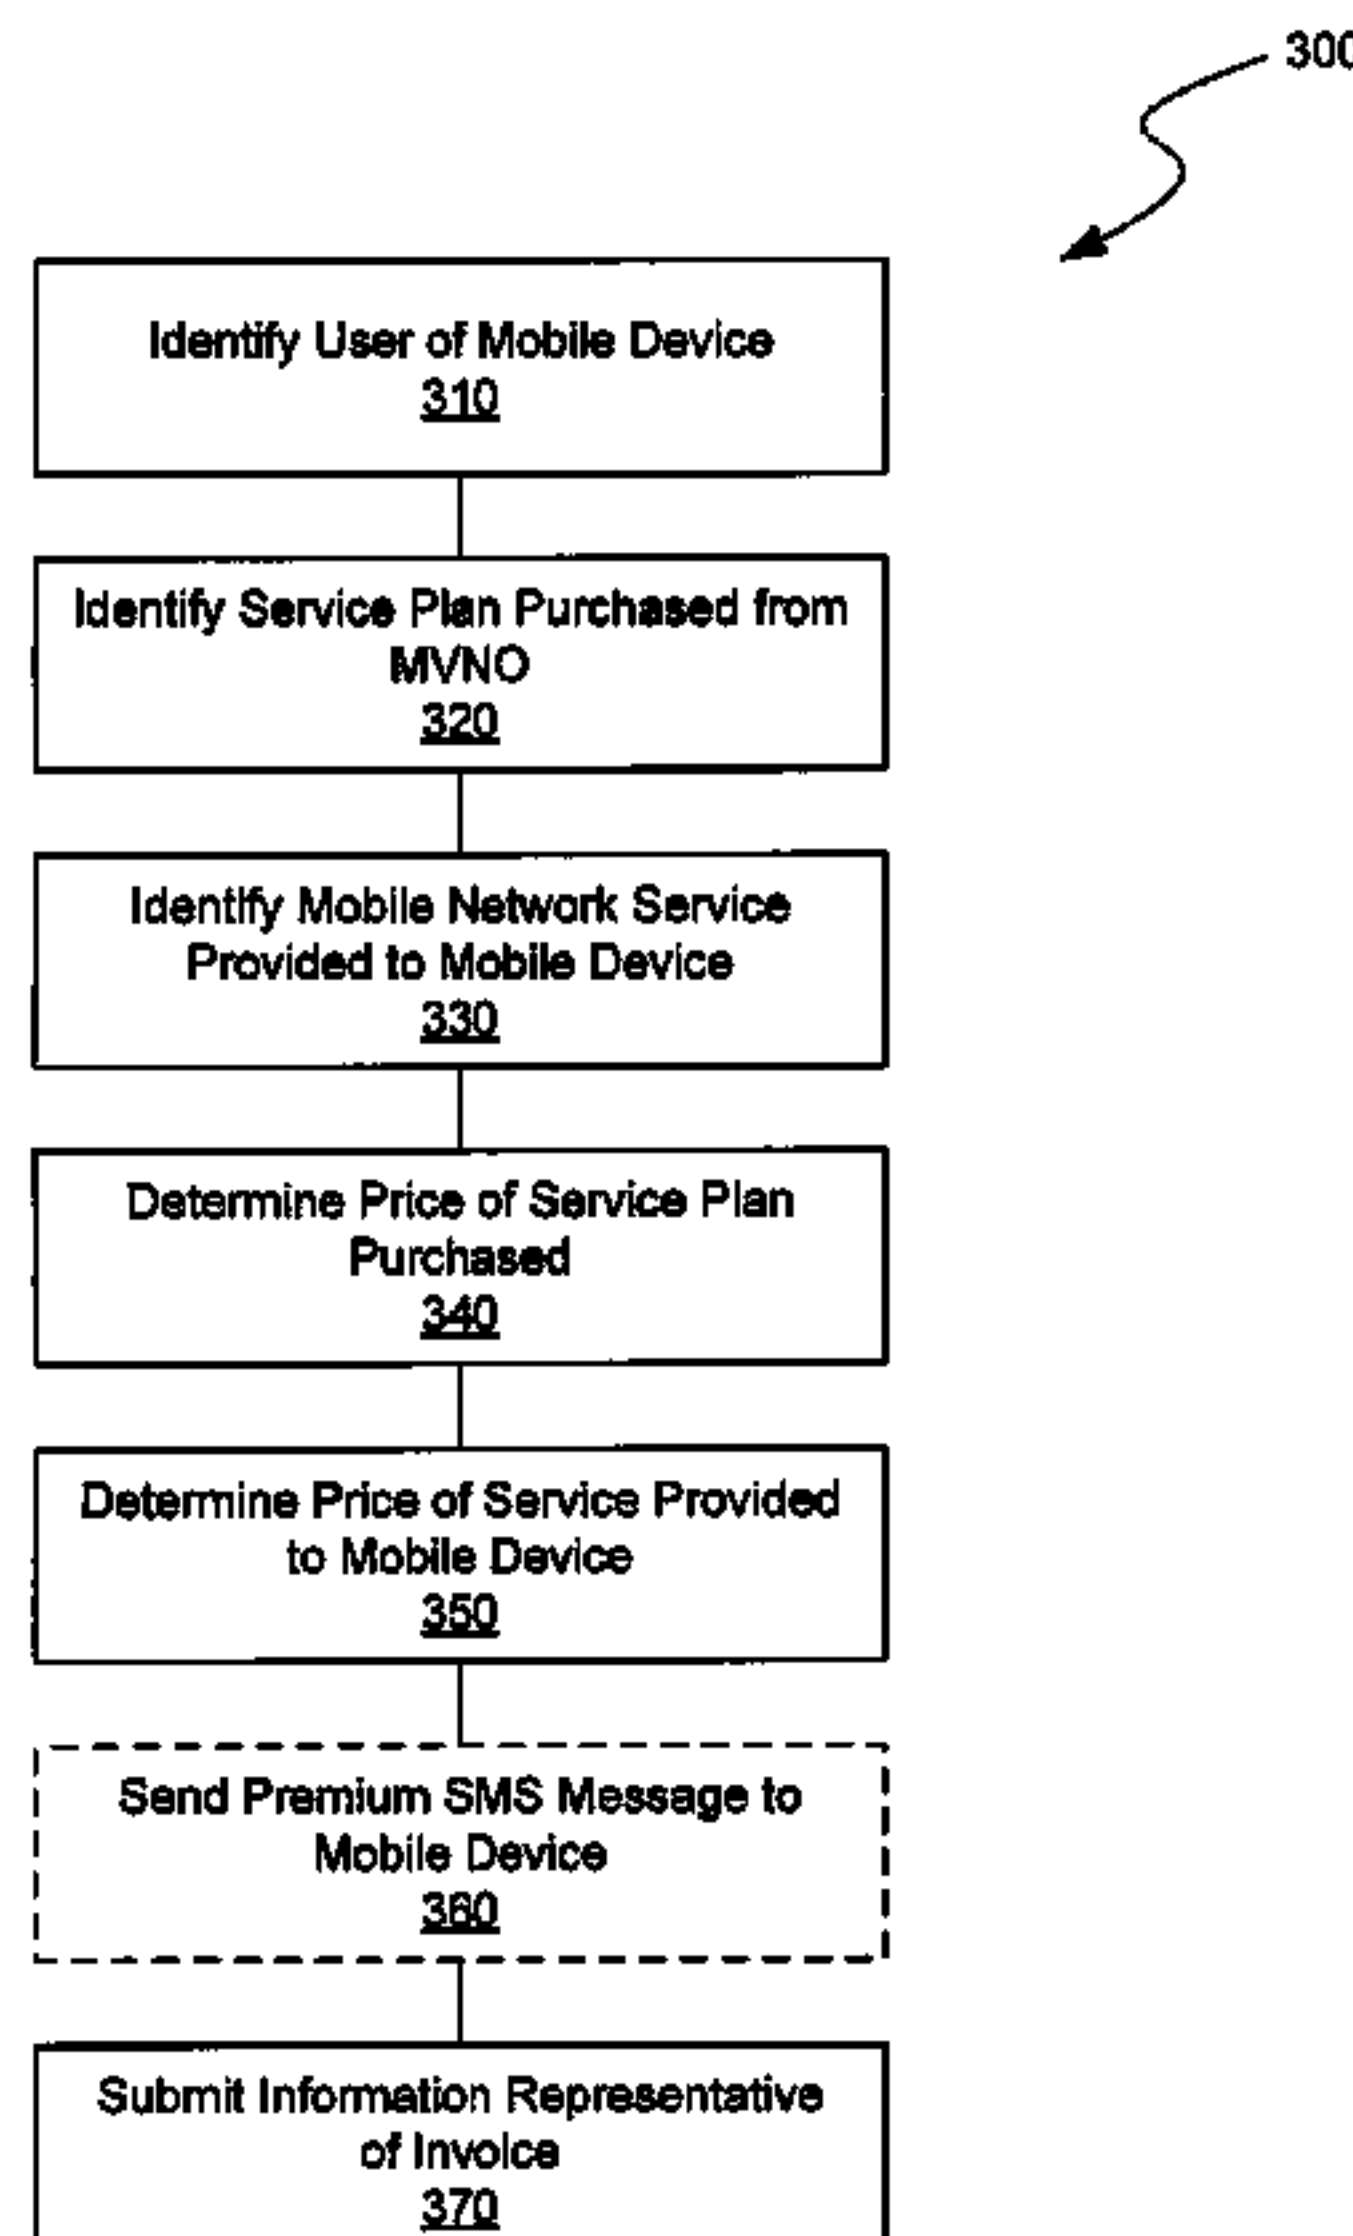 300
Identify User of Mobile Device
310
Identify Service Plan Purchased from
MVNO
320
Identify Mobile Network Service
Provided to Mobile Device
330
Determine Price of Service Plan
Purchased
340
Determine Price of Service Provided
to Mobile Device
350
Send Premium SMS Message to
Mobile Device
360
Submit Information Representative
of Invoice
370